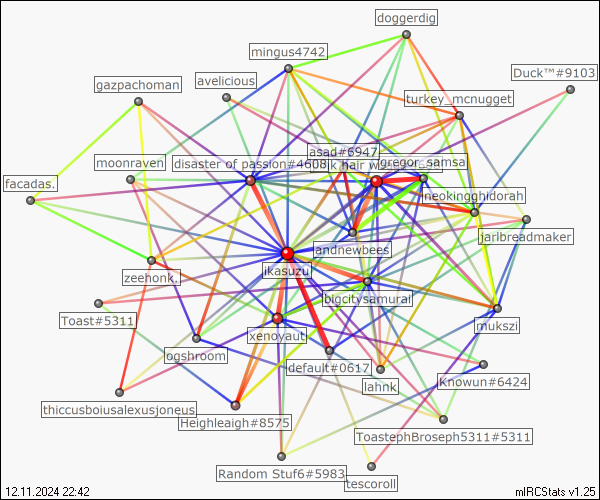 doggerdig
mingus4742
Duck™#9103
avelicious
gazpachoman
turkey_mcnugget
asad#6947
moonraven
disaster of passion#4608
k hair w
gregor_samsa
facadas.
neokingghidorah
jaribreadmaker
andnewbees
zeehonk.
ikasuzu
bigcitysamurai
Toast#5311
mukszi
xenoyaut
ogshroom
default#0617
lahnk
Knowun#6424
thiccusboiusalexusjoneus
Heighleaigh#8575
ToastephBroseph5311#5311
Random Stuf6#5983
tescoroll
12.11.2024 22:42
mIRCStats v1.25